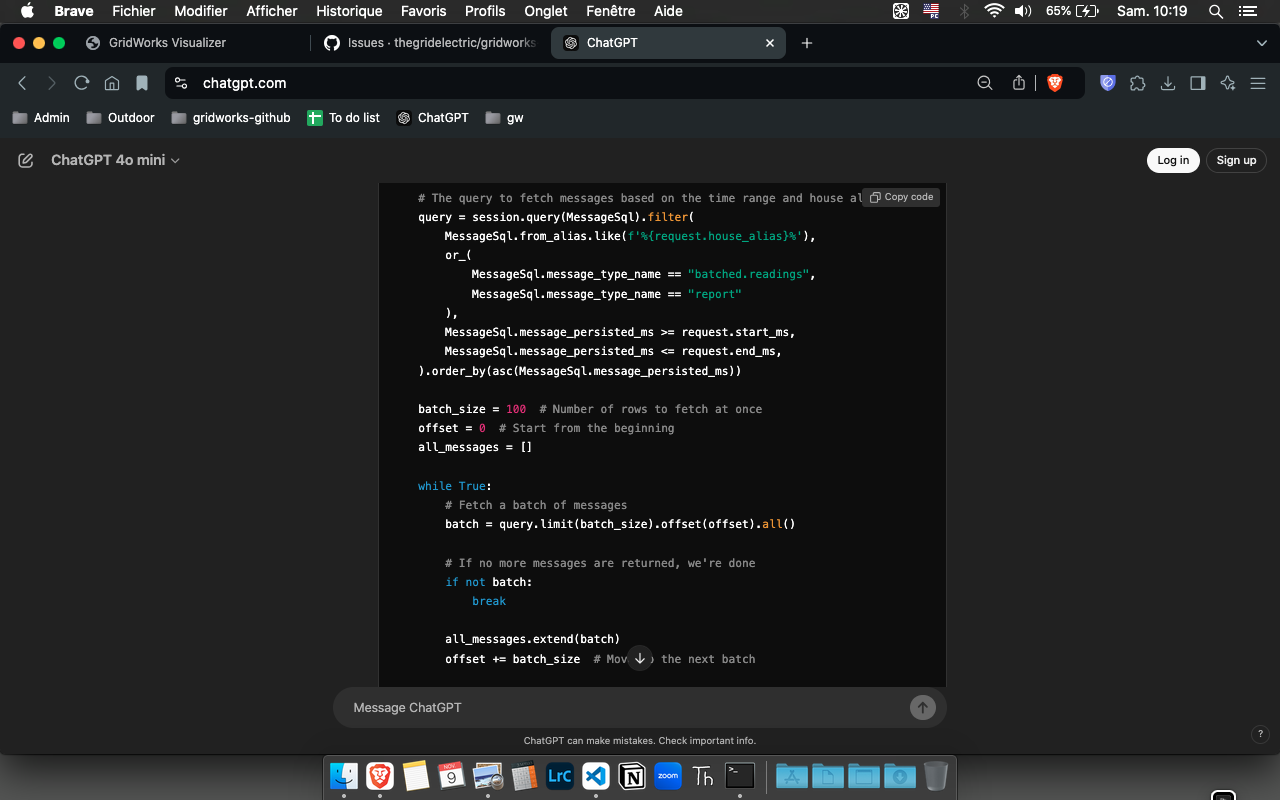 Brave Fichier Modifier Afficher Historique Favoris Profils Onglet Fenêtre Aide 65% Sam. 10:19
GridWorks Visualizer Issues · thegridelectric/gridworks ChatGPT
chatgpt.com
Admin Outdoor gridworks-github To do list ChatGPT gw
ChatGPT 4o mini Log in Sign up
# The query to fetch messages based on the time range and house al Copy code
query = session.query(MessageSql).filter(
MessageSql.from_alias.like(f'%{request.house_alias}%'),
or_(
MessageSql.message_type_name == "batched.readings",
MessageSql.message_type_name == "report"
),
MessageSql.message_persisted_ms >= request.start_ms,
MessageSql.message_persisted_ms <= request.end_ms,
).order_by(asc(MessageSql.message_persisted_ms))
batch_size = 100 # Number of rows to fetch at once
offset = 0 # Start from the beginning
all_messages = []
while True:
# Fetch a batch of messages
batch = query.limit(batch_size).offset(offset).all()
# If no more messages are returned, we're done
if not batch:
break
all_messages.extend(batch)
offset += batch_size # Mov the next batch
Message ChatGPT
ChatGPT can make mistakes. Check important info. ?
NOV. 9 LrC zoom Th >_